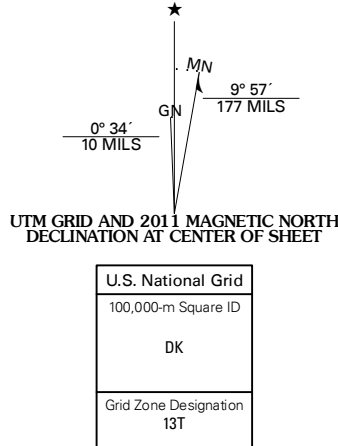 ★
MN
GN
9° 57´
177 MILS
0° 34´
10 MILS
UTM GRID AND 2011 MAGNETIC NORTH
DECLINATION AT CENTER OF SHEET
U.S. National Grid
100,000-m Square ID
DK
Grid Zone Designation
13T